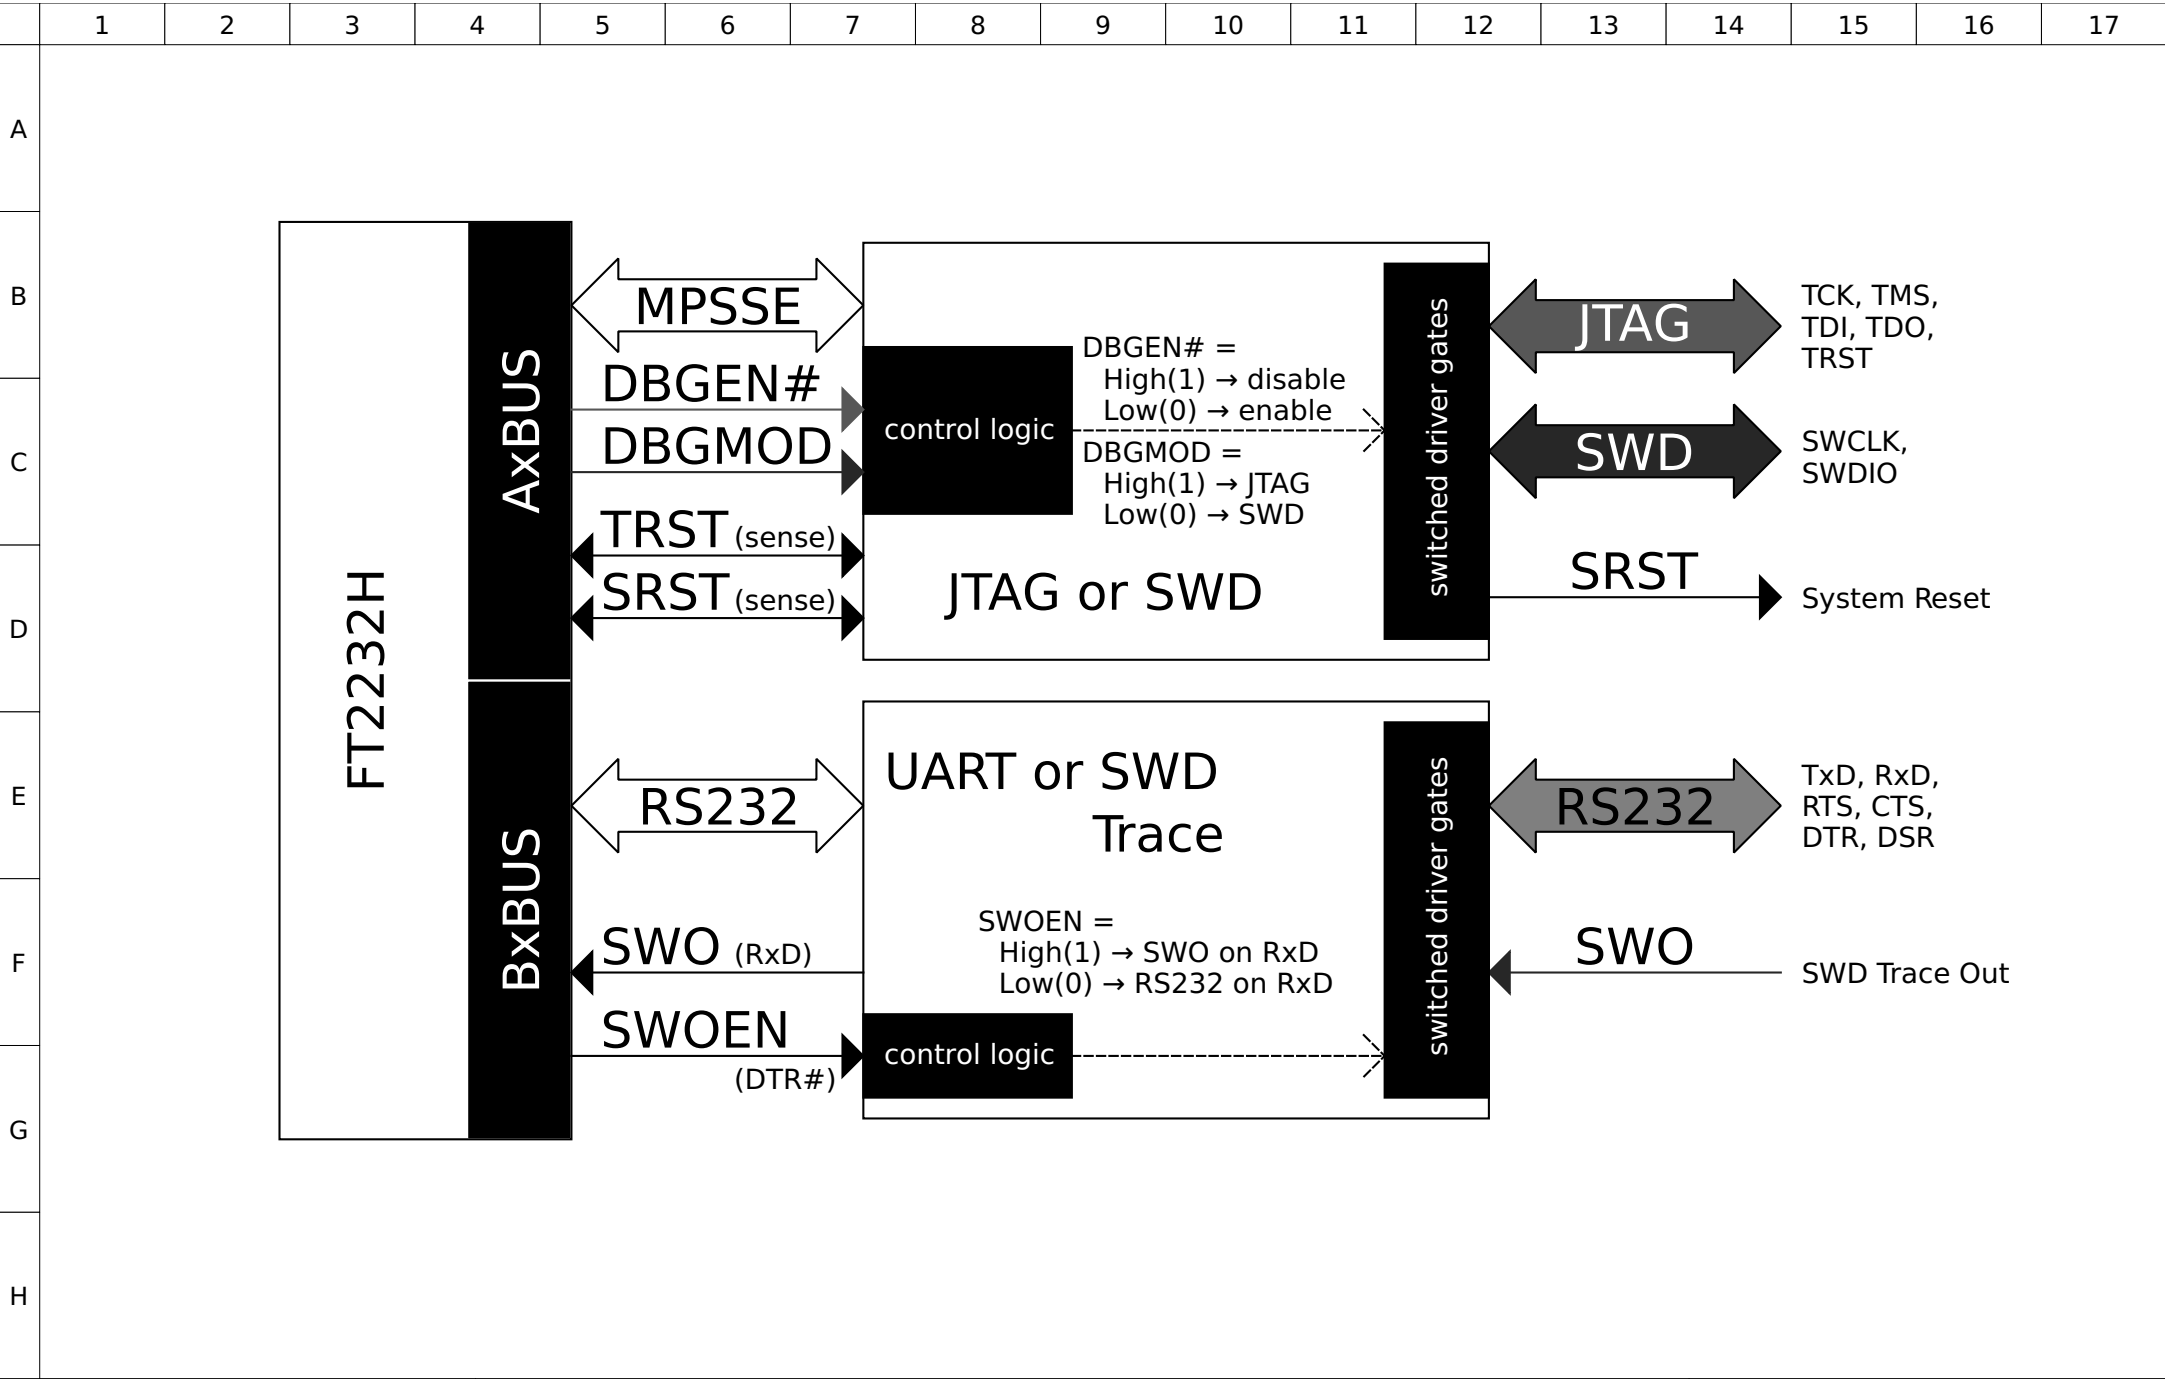 1 2 3 4 5 6 7 8 9 10 11 12 13 14 15 16 17
A
B
C
D
E
F
G
H
FT2232H
AxBUS
BxBUS
MPSSE
DBGEN#
DBGMOD
TRST (sense)
SRST (sense)
control logic
DBGEN# =
High(1) → disable
Low(0) → enable
DBGMOD =
High(1) → JTAG
Low(0) → SWD
JTAG or SWD
switched driver gates
JTAG
TCK, TMS,
TDI, TDO,
TRST
SWD
SWCLK,
SWDIO
SRST
System Reset
RS232
SWO (RxD)
SWOEN
(DTR#)
UART or SWD
Trace
SWOEN =
High(1) → SWO on RxD
Low(0) → RS232 on RxD
control logic
switched driver gates
RS232
TxD, RxD,
RTS, CTS,
DTR, DSR
SWO
SWD Trace Out